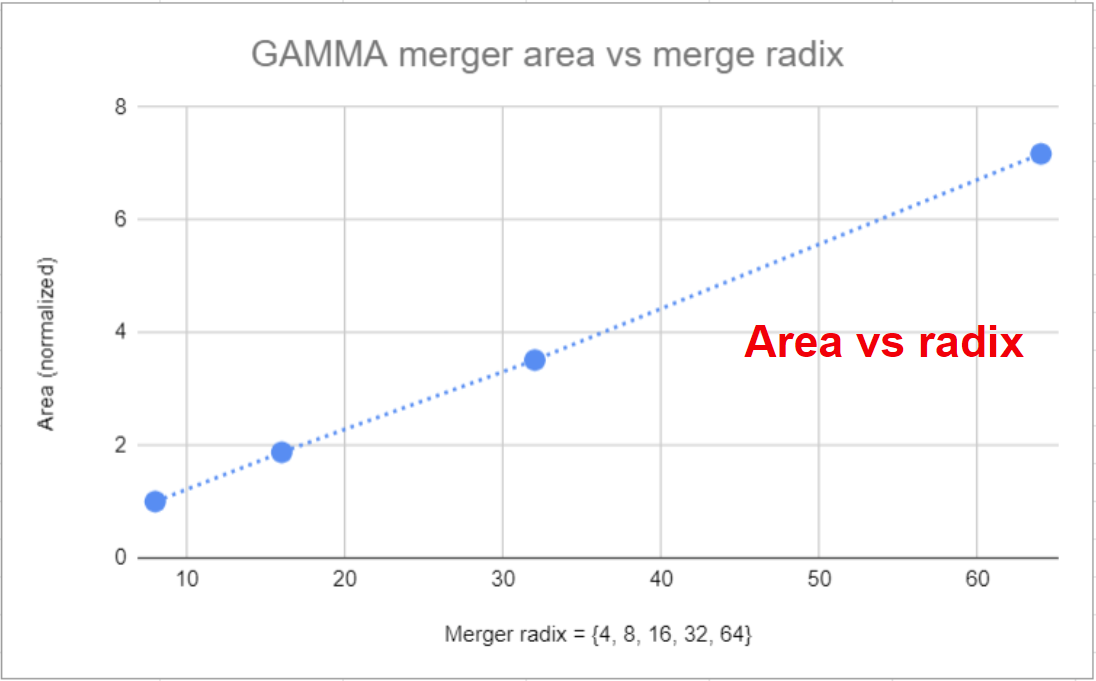 GAMMA merger area vs merge radix
8
6
4
2
0
Area (normalized)
Area vs radix
10 20 30 40 50 60
Merger radix = {4, 8, 16, 32, 64}